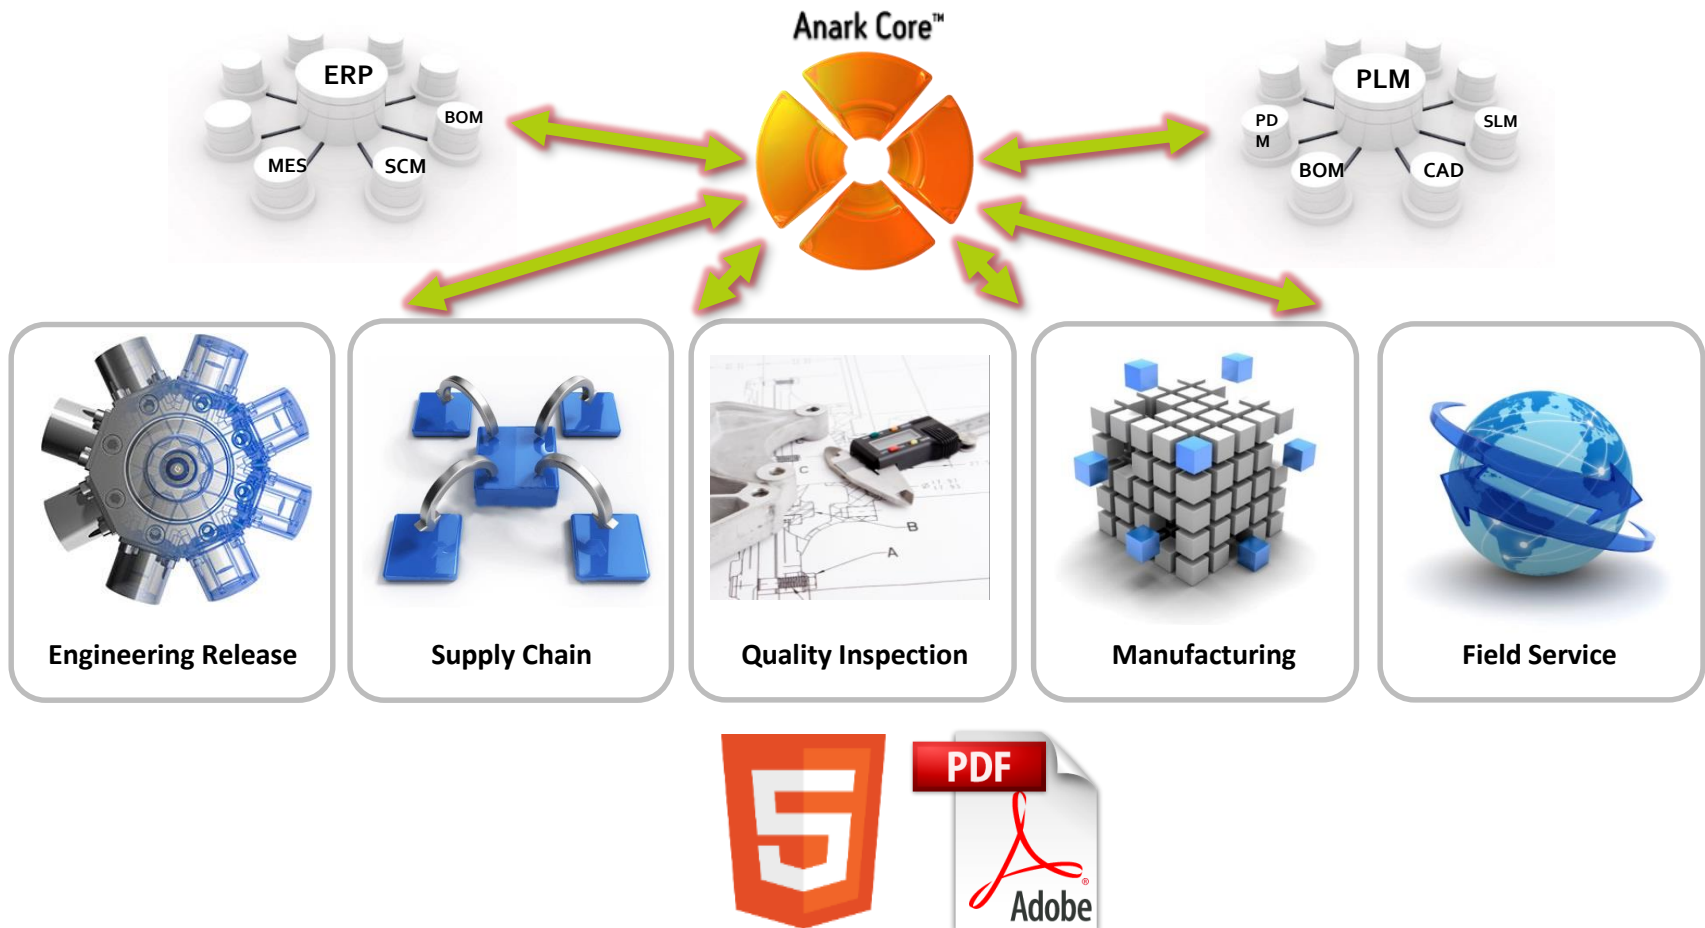 Anark Core™
ERP
BOM
MES
SCM
PLM
PD
M
SLM
BOM
CAD
C
B
A
Engineering Release
Supply Chain
Quality Inspection
Manufacturing
Field Service
5
PDF
Adobe®